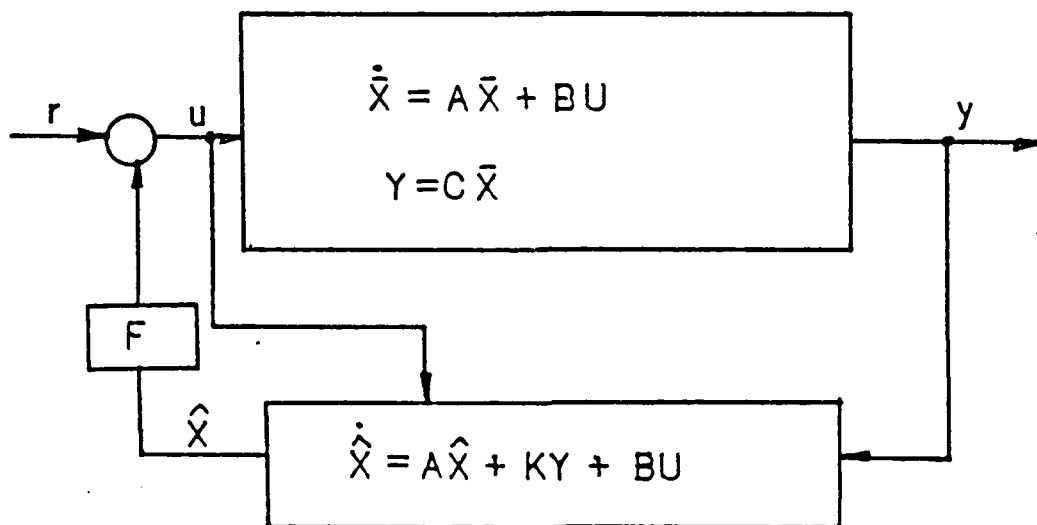 Ẋ̄ = AX̄ + BU
r
u
y
Y = CX̄
F
X̂
Ẋ̂ = AX̂ + KY + BU